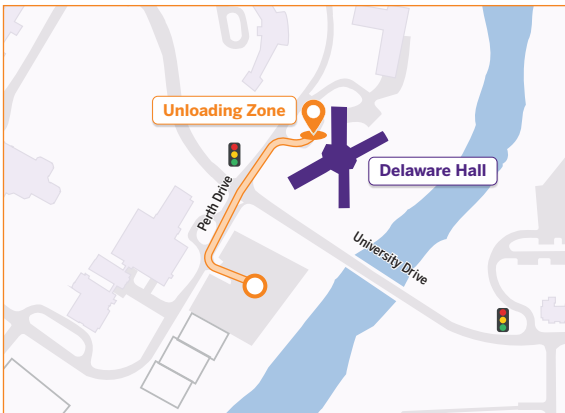 Unloading Zone
Delaware Hall
Perth Drive
University Drive